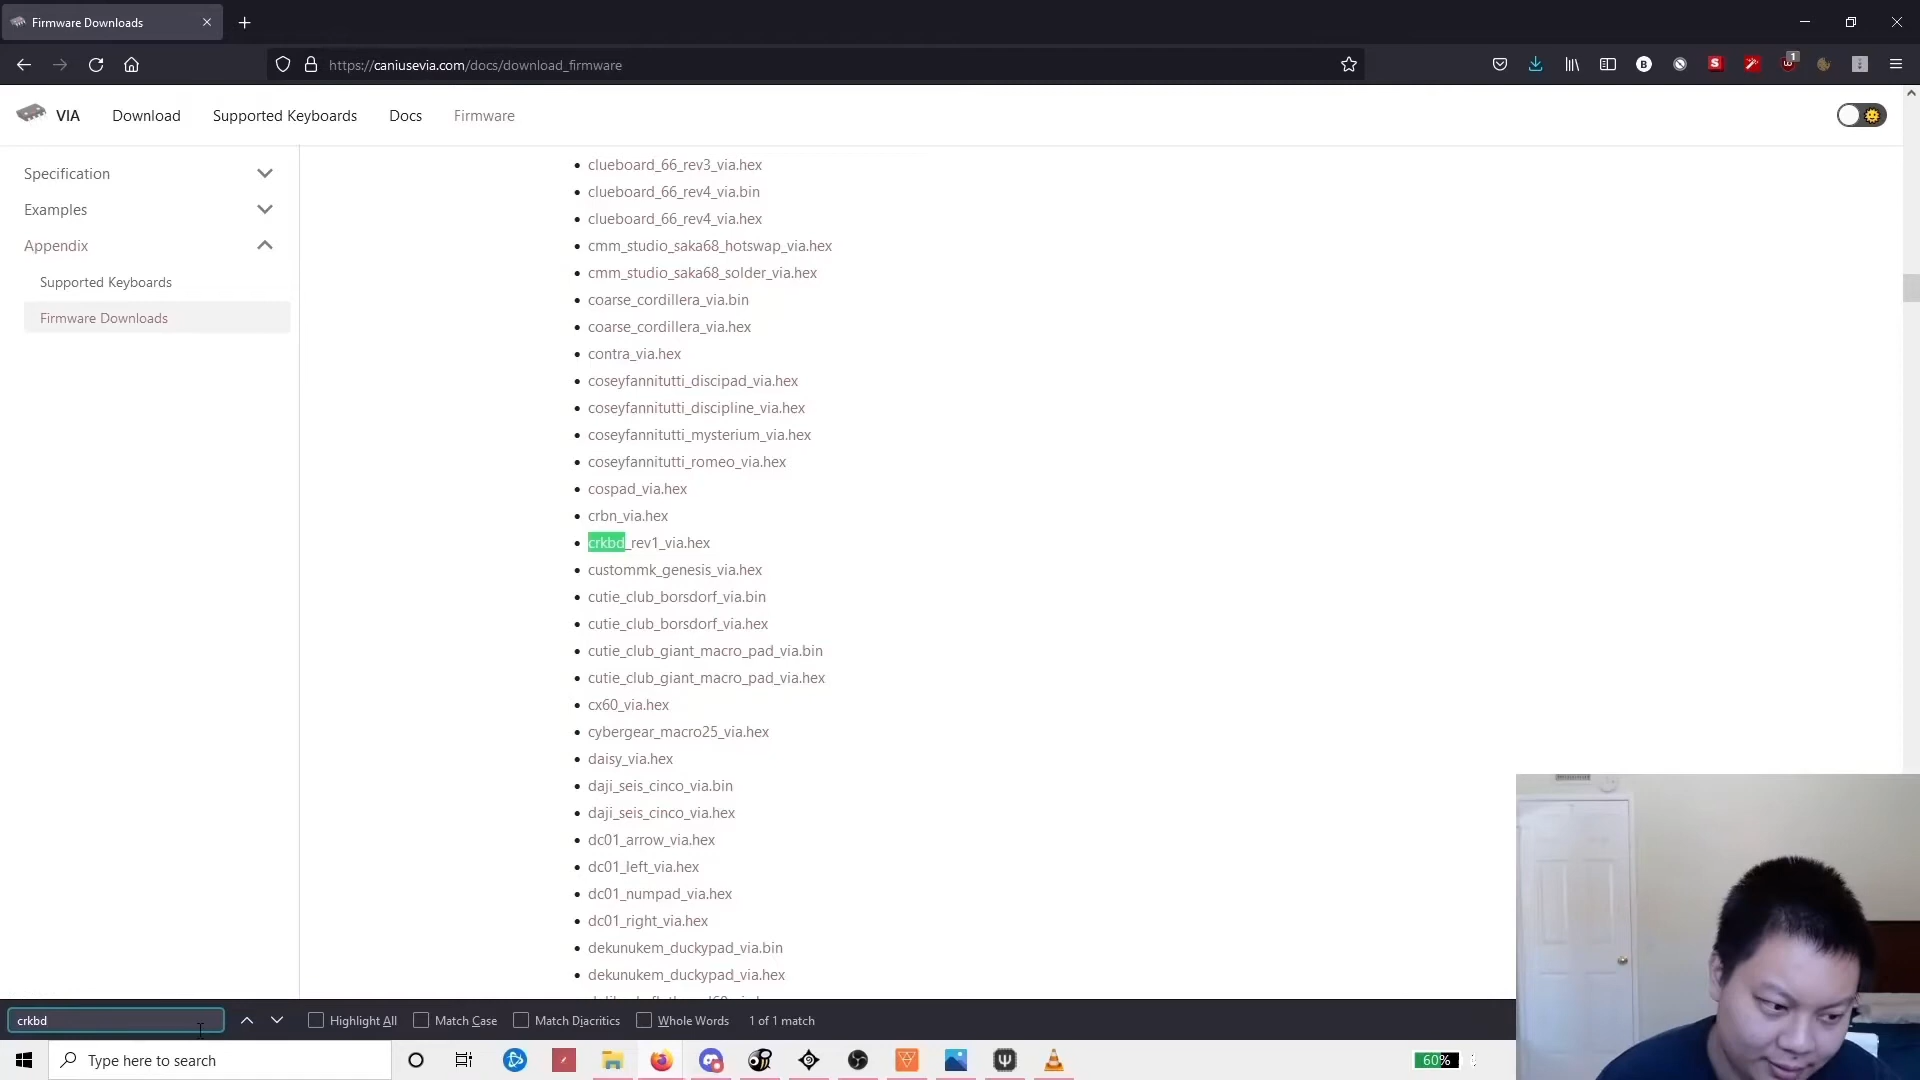 Firmware Downloads
https://caniusevia.com/docs/download_firmware
B
S
1
VIA Download Supported Keyboards Docs Firmware
Specification
Examples
Appendix
Supported Keyboards
Firmware Downloads
clueboard_66_rev3_via.hex
clueboard_66_rev4_via.bin
clueboard_66_rev4_via.hex
cmm_studio_saka68_hotswap_via.hex
cmm_studio_saka68_solder_via.hex
coarse_cordillera_via.bin
coarse_cordillera_via.hex
contra_via.hex
coseyfannitutti_discipad_via.hex
coseyfannitutti_discipline_via.hex
coseyfannitutti_mysterium_via.hex
coseyfannitutti_romeo_via.hex
cospad_via.hex
crbn_via.hex
crkbd_rev1_via.hex
custommk_genesis_via.hex
cutie_club_borsdorf_via.bin
cutie_club_borsdorf_via.hex
cutie_club_giant_macro_pad_via.bin
cutie_club_giant_macro_pad_via.hex
cx60_via.hex
cybergear_macro25_via.hex
daisy_via.hex
daji_seis_cinco_via.bin
daji_seis_cinco_via.hex
dc01_arrow_via.hex
dc01_left_via.hex
dc01_numpad_via.hex
dc01_right_via.hex
dekunukem_duckypad_via.bin
dekunukem_duckypad_via.hex
crkbd Highlight All Match Case Match Diacritics Whole Words 1 of 1 match
Type here to search
60%